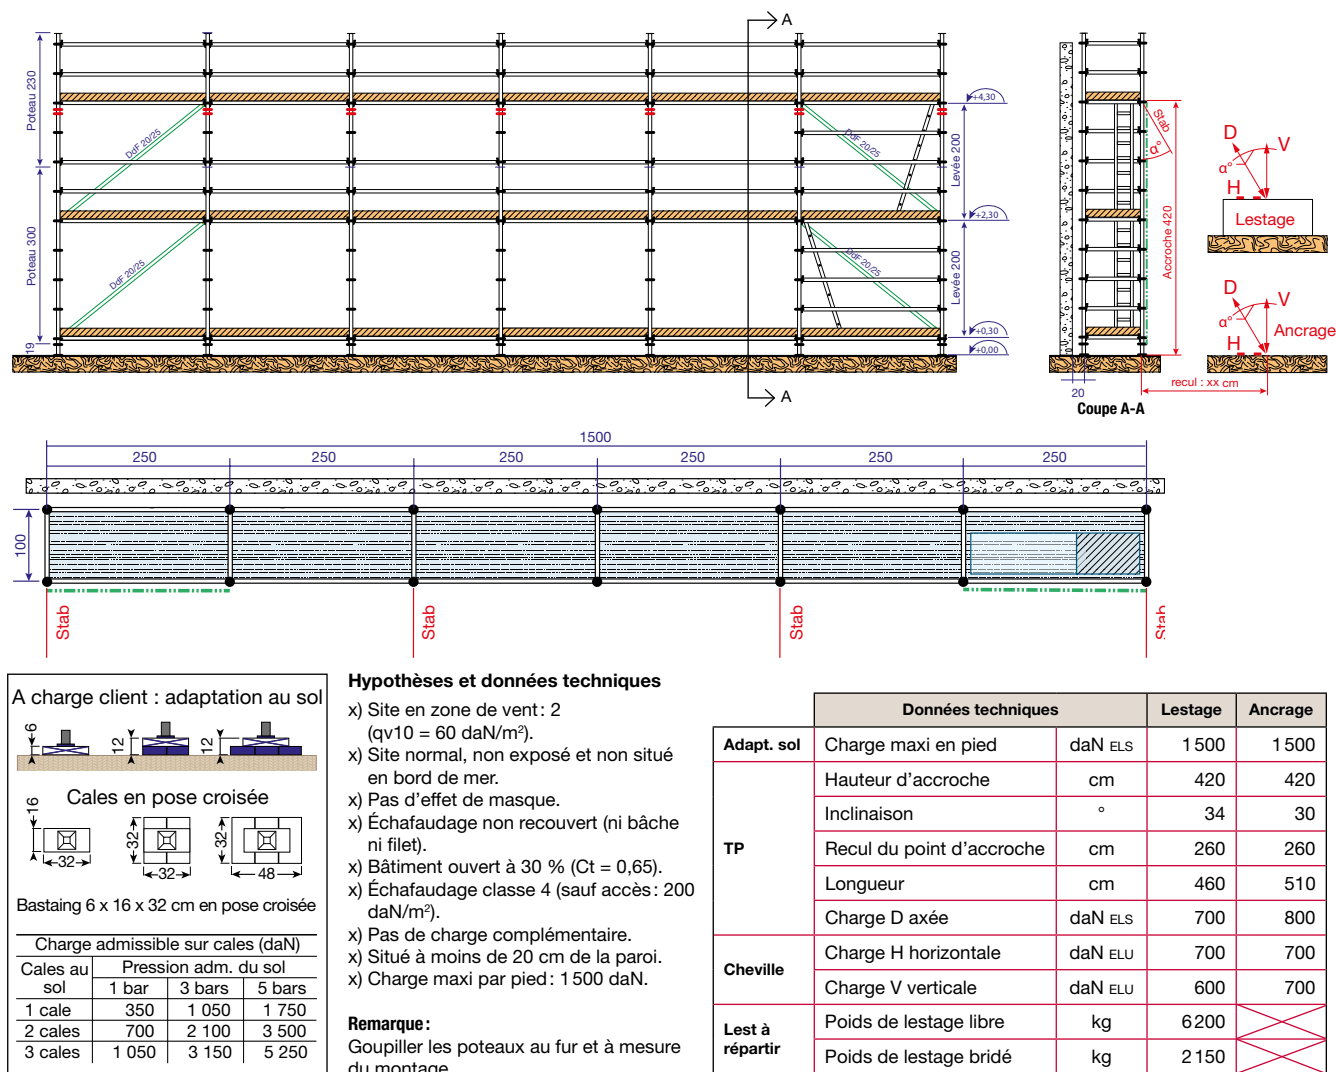 A
A
Poteau 230
Poteau 300
19
DdF 20/25
DdF 20/25
DdF 20/25
DdF 20/25
+4,30
+2,30
+0,30
+0,00
Levée 200
Levée 200
Stab
α°
Accroche 420
recul : xx cm
20
Coupe A-A
D
V
α°
H
Lestage
D
V
α°
H
Ancrage
1500
250
250
250
250
250
250
100
Stab
Stab
Stab
Stab
A charge client : adaptation au sol
6
12
12
Cales en pose croisée
16
32
32
32
32
48
Bastaing 6 x 16 x 32 cm en pose croisée
Charge admissible sur cales (daN)
Cales au sol
Pression adm. du sol
1 bar 3 bars 5 bars
1 cale 350 1 050 1 750
2 cales 700 2 100 3 500
3 cales 1 050 3 150 5 250
Hypothèses et données techniques
x) Site en zone de vent : 2
(qv10 = 60 daN/m²).
x) Site normal, non exposé et non situé
en bord de mer.
x) Pas d'effet de masque.
x) Échafaudage non recouvert (ni bâche
ni filet).
x) Bâtiment ouvert à 30 % (Ct = 0,65).
x) Échafaudage classe 4 (sauf accès : 200
daN/m²).
x) Pas de charge complémentaire.
x) Situé à moins de 20 cm de la paroi.
x) Charge maxi par pied : 1 500 daN.
Remarque :
Goupiller les poteaux au fur et à mesure
du montage
Données techniques Lestage Ancrage
Adapt. sol Charge maxi en pied daN ELS 1 500 1 500
TP
Hauteur d'accroche cm 420 420
Inclinaison ° 34 30
Recul du point d'accroche cm 260 260
Longueur cm 460 510
Charge D axée daN ELS 700 800
Cheville
Charge H horizontale daN ELU 700 700
Charge V verticale daN ELU 600 700
Lest à répartir
Poids de lestage libre kg 6 200
Poids de lestage bridé kg 2 150